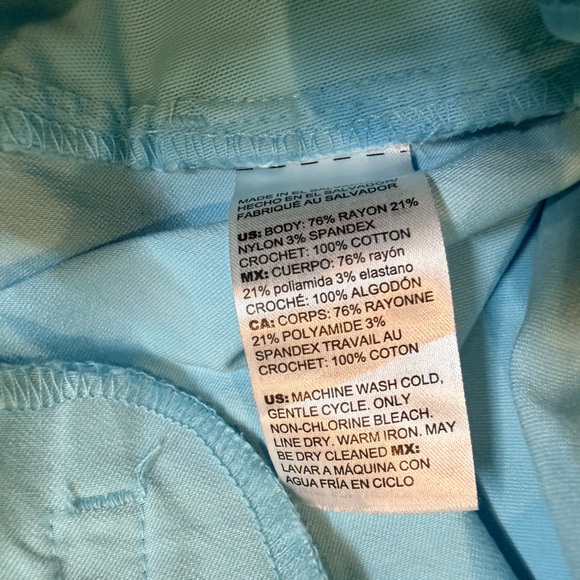 MADE IN EL SALVADOR/
HECHO EN EL SALVADOR/
FABRIQUÉ AU SALVADOR
US: BODY: 76% RAYON 21%
NYLON 3% SPANDEX
CROCHET: 100% COTTON
MX: CUERPO: 76% rayón
21% poliamida 3% elastano
CROCHÉ: 100% ALGODÓN
CA: CORPS: 76% RAYONNE
21% POLYAMIDE 3%
SPANDEX TRAVAIL AU
CROCHET: 100% COTON
US: MACHINE WASH COLD,
GENTLE CYCLE. ONLY
NON-CHLORINE BLEACH.
LINE DRY. WARM IRON. MAY
BE DRY CLEANED MX:
LAVAR A MÁQUINA CON
AGUA FRÍA EN CICLO